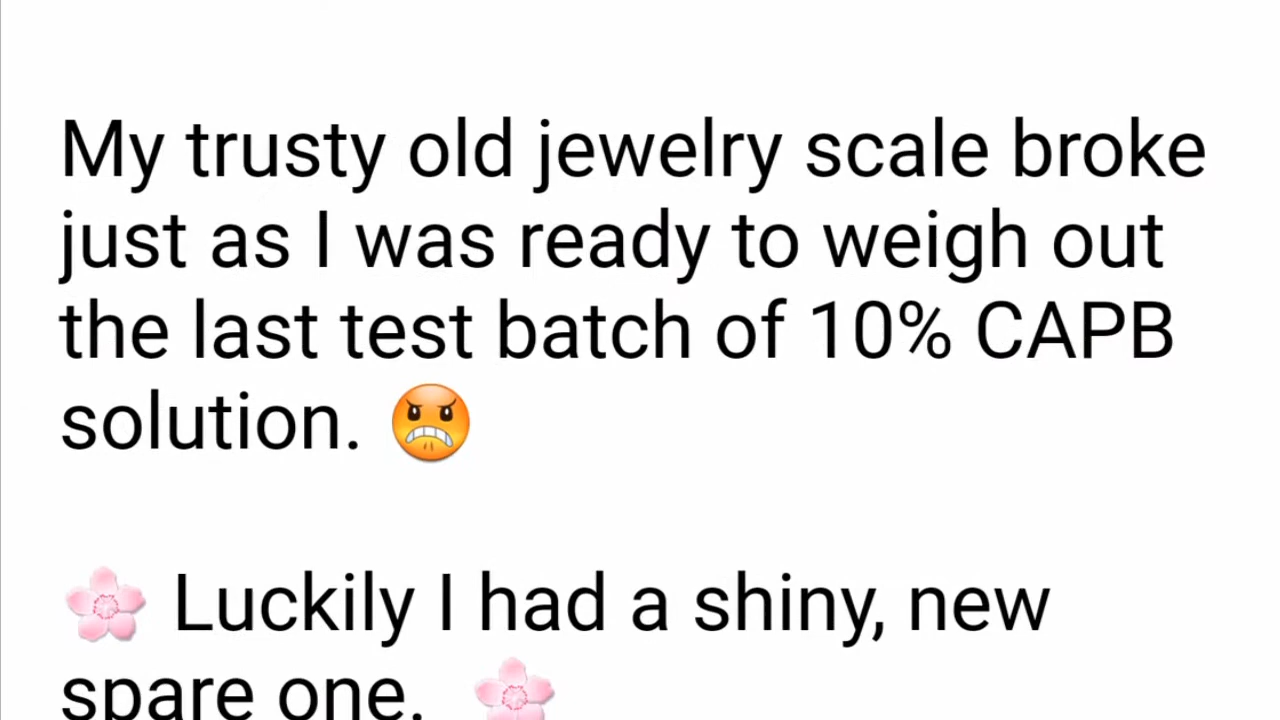 My trusty old jewelry scale broke
just as I was ready to weigh out
the last test batch of 10% CAPB
solution. 😠
🌸 Luckily I had a shiny, new
spare one. 🌸